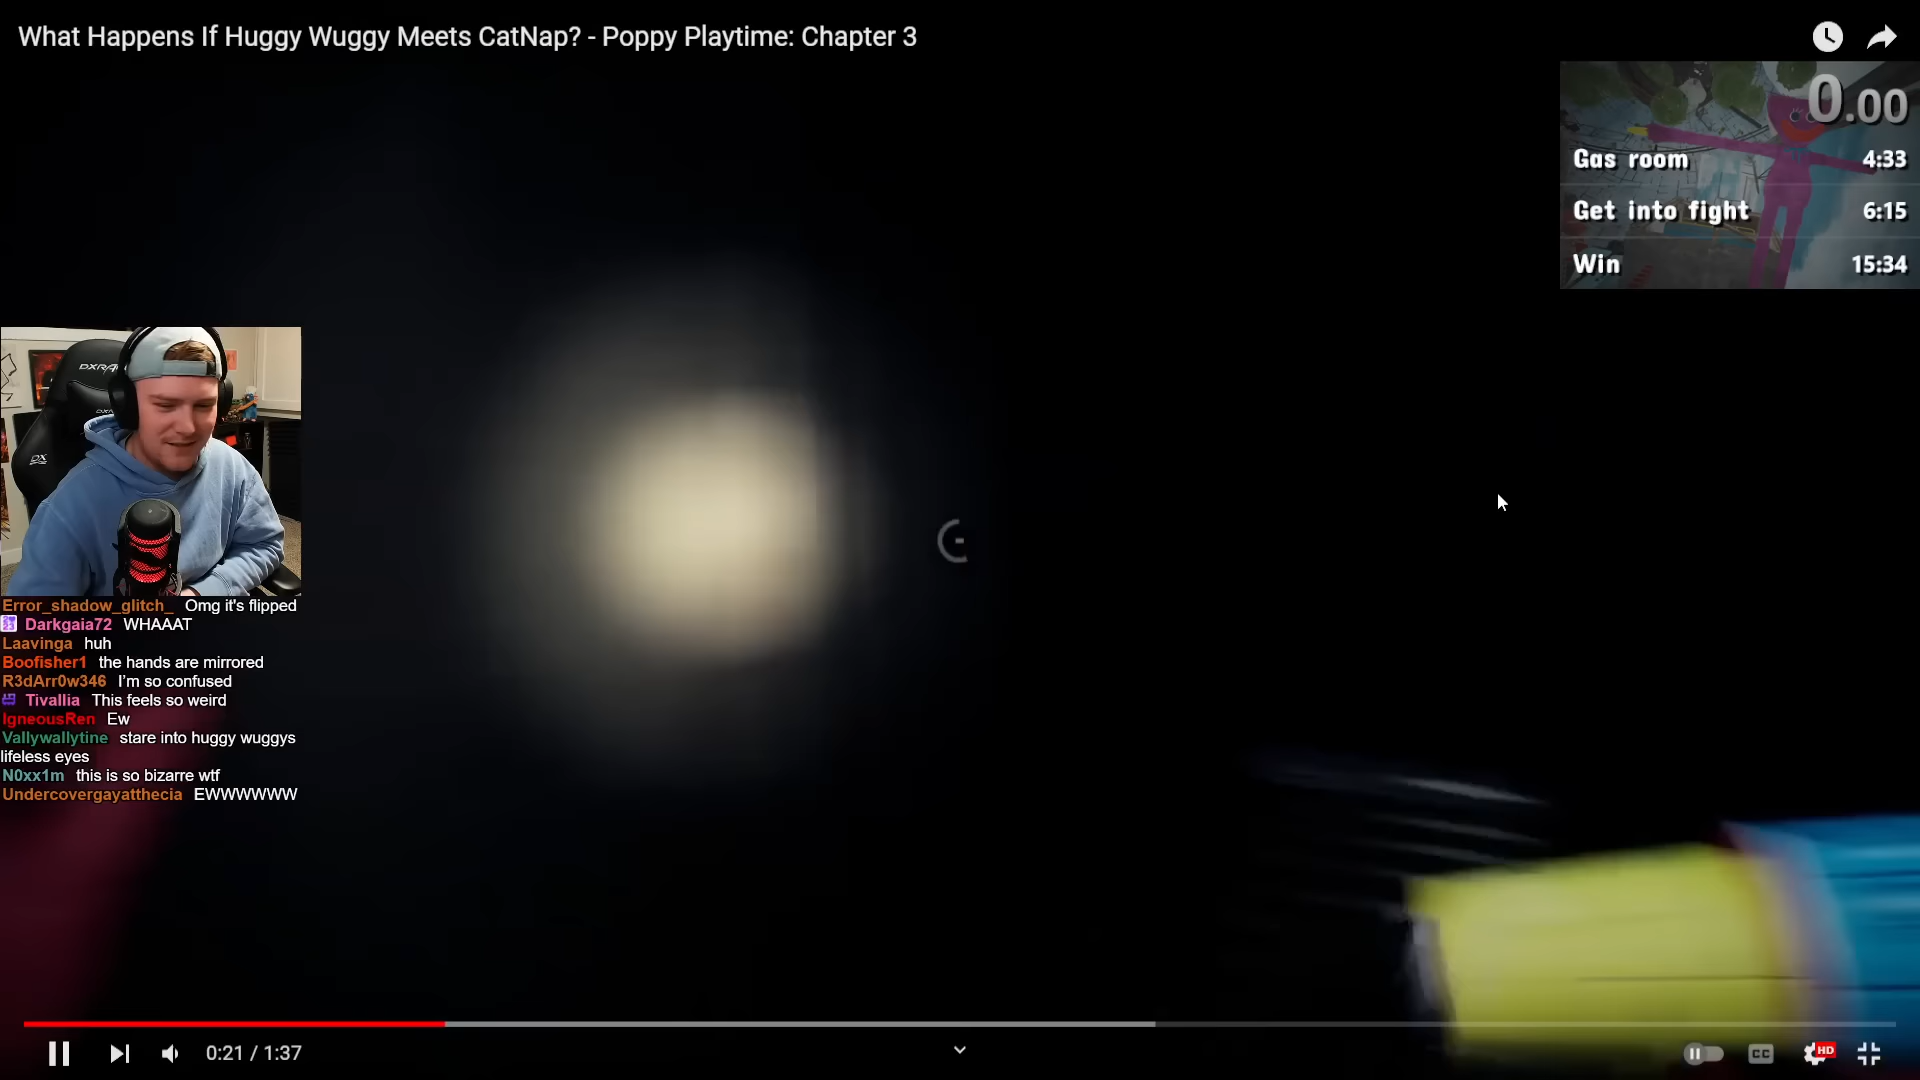 What Happens If Huggy Wuggy Meets CatNap? - Poppy Playtime: Chapter 3
0.00
Gas room 4:33
Get into fight 6:15
Win 15:34
DX
Error_shadow_glitch_ Omg it's flipped
Darkgaia72 WHAAAT
Laavinga huh
Boofisher1 the hands are mirrored
R3dArr0w346 I'm so confused
Tivallia This feels so weird
IgneousRen Ew
Vallywallytine stare into huggy wuggys
lifeless eyes
N0xx1m this is so bizarre wtf
Undercovergayatthecia EWWWWWW
0:21 / 1:37
CC
HD